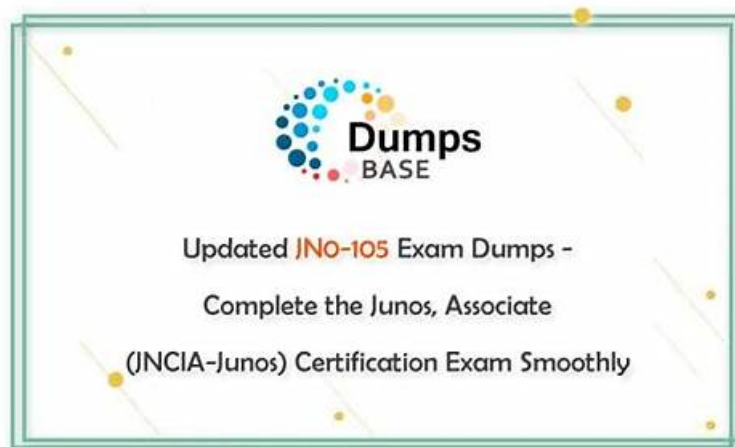 Dumps
BASE
Updated JN0-105 Exam Dumps -
Complete the Junos, Associate
(JNCIA-Junos) Certification Exam Smoothly